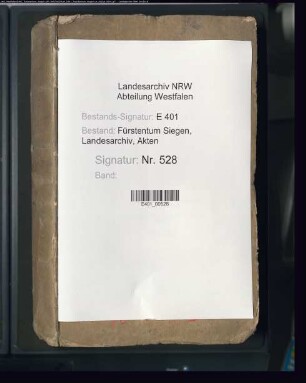 Landesarchiv NRW
Abteilung Westfalen
Bestands-Signatur: E 401
Bestand: Fürstentum Siegen,
Landesarchiv, Akten
Signatur: Nr. 528
Band:
E401_00528